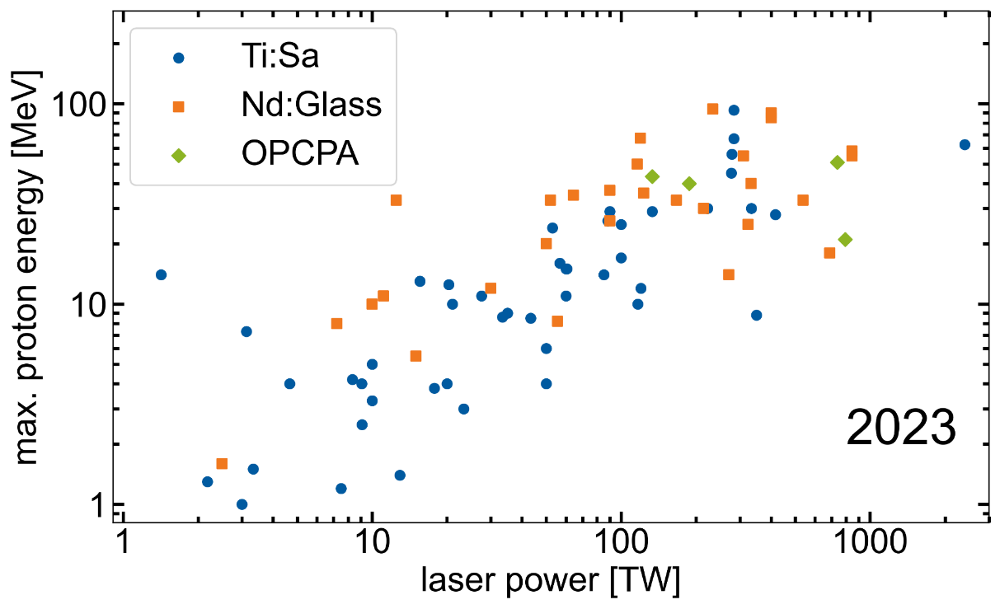 Ti:Sa
Nd:Glass
OPCPA
max. proton energy [MeV]
100
10
1
2023
1
10
100
1000
laser power [TW]